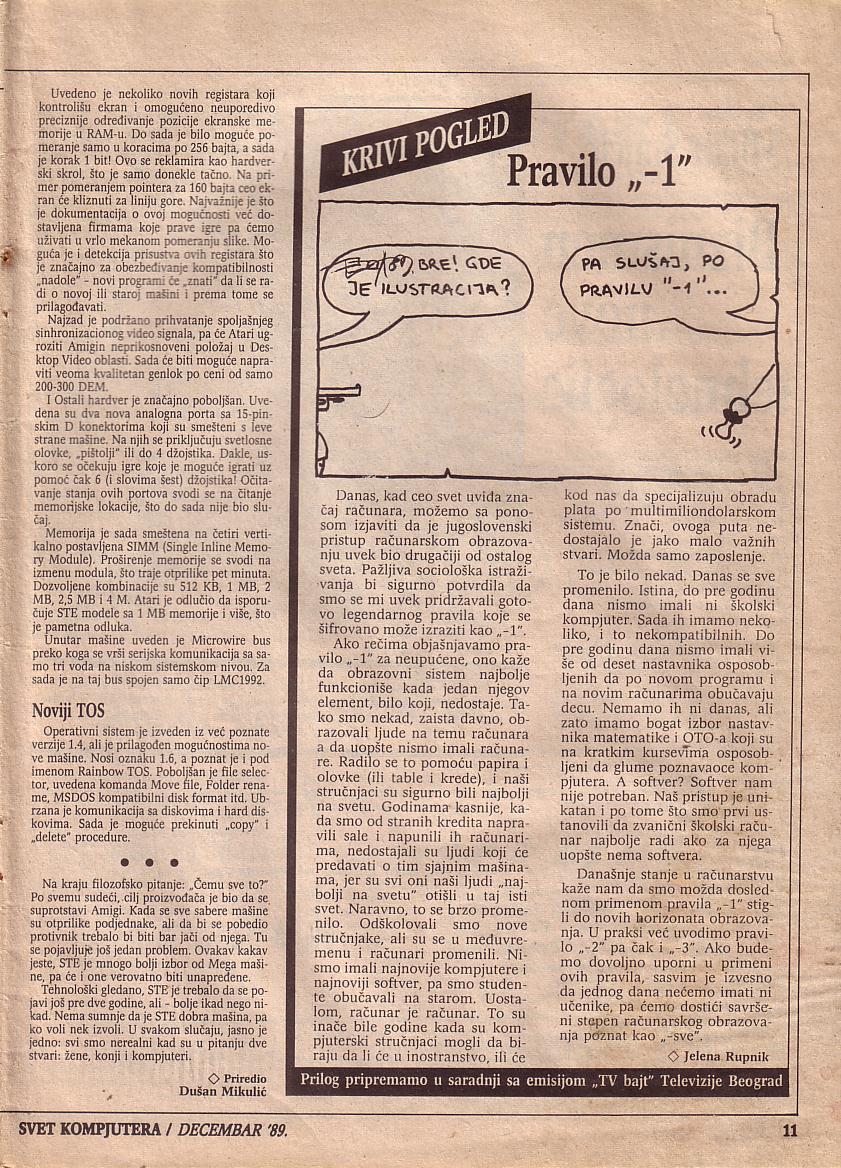 Uvedeno je nekoliko novih registara koji
kontrolišu ekran i omogućeno neuporedivo
preciznije određivanje pozicije ekranske me-
morije u RAM-u. Do sada je bilo moguće po-
meranje samo u koracima po 256 bajta, a sada
je korak 1 bit! Ovo se reklamira kao hardver-
ski skrol, što je samo donekle tačno. Na pri-
mer pomeranjem pointera za 160 bajta ceo ek-
ran će kliznuti za liniju gore. Najvažnije je što
je dokumentacija o ovoj mogućnosti već do-
stavljena firmama koje prave igre pa ćemo
uživati u vrlo mekanom pomeranju slike. Mo-
guća je i detekcija prisustva ovih registara što
je značajno za obezbeđivanje kompatibilnosti
„nadole" - novi programi će „znati" da li se ra-
di o novoj ili staroj mašini i prema tome se
prilagođavati.
Najzad je podržano prihvatanje spoljašnjeg
sinhronizacionog video signala, pa će Atari ug-
roziti Amigin neprikosnoveni položaj u Des-
ktop Video oblasti. Sada će biti moguće napra-
viti veoma kvalitetan genlok po ceni od samo
200-300 DEM.
I Ostali hardver je značajno poboljšan. Uve-
dena su dva nova analogna porta sa 15-pin-
skim D konektorima koji su smešteni s leve
strane mašine. Na njih se priključuju svetlosne
olovke, „pištolji" ili do 4 džojstika. Dakle, us-
koro se očekuju igre koje je moguće igrati uz
pomoć čak 6 (i slovima šest) džojstika! Očita-
vanje stanja ovih portova svodi se na čitanje
memorijske lokacije, što do sada nije bio slu-
čaj.
Memorija je sada smeštena na četiri verti-
kalno postavljena SIMM (Single Inline Memo-
ry Module). Proširenje memorije se svodi na
izmenu modula, što traje otprilike pet minuta.
Dozvoljene kombinacije su 512 KB, 1 MB, 2
MB, 2,5 MB i 4 M. Atari je odlučio da isporu-
čuje STE modele sa 1 MB memorije i više, što
je pametna odluka.
Unutar mašine uveden je Microwire bus
preko koga se vrši serijska komunikacija sa sa-
mo tri voda na niskom sistemskom nivou. Za
sada je na taj bus spojen samo čip LMC1992.
Noviji TOS
Operativni sistem je izveden iz već poznate
verzije 1.4, ali je prilagođen mogućnostima no-
ve mašine. Nosi oznaku 1.6, a poznat je i pod
imenom Rainbow TOS. Poboljšan je file selec-
tor, uvedena komanda Move file, Folder rena-
me, MSDOS kompatibilni disk format itd. Ub-
rzana je komunikacija sa diskovima i hard dis-
kovima. Sada je moguće prekinuti „copy" i
„delete" procedure.
• • •
Na kraju filozofsko pitanje: „Čemu sve to?"
Po svemu sudeći, cilj proizvođača je bio da se
suprotstavi Amigi. Kada se sve sabere mašine
su otprilike podjednake, ali da bi se pobedio
protivnik trebalo bi biti bar jači od njega. Tu
se pojavljuje još jedan problem. Ovakav kakav
jeste, STE je mnogo bolji izbor od Mega maši-
ne, pa će i one verovatno biti unapređene.
Tehnološki gledano, STE je trebalo da se po-
javi još pre dve godine, ali - bolje ikad nego ni-
kad. Nema sumnje da je STE dobra mašina, pa
ko voli nek izvoli. U svakom slučaju, jasno je
jedno: svi smo nerealni kad su u pitanju dve
stvari: žene, konji i kompjuteri.
◇ Priredio
Dušan Mikulić
KRIVI POGLED
Pravilo „-1"
BRE! GDE
JE ILUSTRACIJA?
PA SLUŠAJ, PO
PRAVILU "-1"...
Danas, kad ceo svet uviđa zna-
čaj računara, možemo sa pono-
som izjaviti da je jugoslovenski
pristup računarskom obrazova-
nju uvek bio drugačiji od ostalog
sveta. Pažljiva sociološka istraži-
vanja bi sigurno potvrdila da
smo se mi uvek pridržavali goto-
vo legendarnog pravila koje se
šifrovano može izraziti kao „-1".
Ako rečima objašnjavamo pra-
vilo „-1" za neupućene, ono kaže
da obrazovni sistem najbolje
funkcioniše kada jedan njegov
element, bilo koji, nedostaje. Ta-
ko smo nekad, zaista davno, ob-
razovali ljude na temu računara
a da uopšte nismo imali računa-
re. Radilo se to pomoću papira i
olovke (ili table i krede), i naši
stručnjaci su sigurno bili najbolji
na svetu. Godinama kasnije, ka-
da smo od stranih kredita napra-
vili sale i napunili ih računari-
ma, nedostajali su ljudi koji će
predavati o tim sjajnim mašina-
ma, jer su svi oni naši ljudi „naj-
bolji na svetu" otišli u taj isti
svet. Naravno, to se brzo prome-
nilo. Odškolovali smo nove
stručnjake, ali su se u međuvre-
menu i računari promenili. Ni-
smo imali najnovije kompjutere i
najnoviji softver, pa smo studen-
te obučavali na starom. Uosta-
lom, računar je računar. To su
inače bile godine kada su kom-
pjuterski stručnjaci mogli da bi-
raju da li će u inostranstvo, ili će
kod nas da specijalizuju obradu
plata po multimiliondolarskom
sistemu. Znači, ovoga puta ne-
dostajalo je jako malo važnih
stvari. Možda samo zaposlenje.
To je bilo nekad. Danas se sve
promenilo. Istina, do pre godinu
dana nismo imali ni školski
kompjuter. Sada ih imamo neko-
liko, i to nekompatibilnih. Do
pre godinu dana nismo imali vi-
še od deset nastavnika osposob-
ljenih da po novom programu i
na novim računarima obučavaju
decu. Nemamo ih ni danas, ali
zato imamo bogat izbor nastav-
nika matematike i OTO-a koji su
na kratkim kursevima osposob-
ljeni da glume poznavaoce kom-
pjutera. A softver? Softver nam
nije potreban. Naš pristup je uni-
katan i po tome što smo prvi us-
tanovili da zvanični školski raču-
nar najbolje radi ako za njega
uopšte nema softvera.
Današnje stanje u računarstvu
kaže nam da smo možda dosled-
nom primenom pravila „-1" stig-
li do novih horizonata obrazova-
nja. U praksi već uvodimo pravi-
lo „-2" pa čak i „-3". Ako bude-
mo dovoljno uporni u primeni
ovih pravila, sasvim je izvesno
da jednog dana nećemo imati ni
učenike, pa ćemo dostići savrše-
ni stepen računarskog obrazova-
nja poznat kao „-sve".
◇ Jelena Rupnik
Prilog pripremamo u saradnji sa emisijom „TV bajt" Televizije Beograd
SVET KOMPJUTERA / DECEMBAR '89.
11